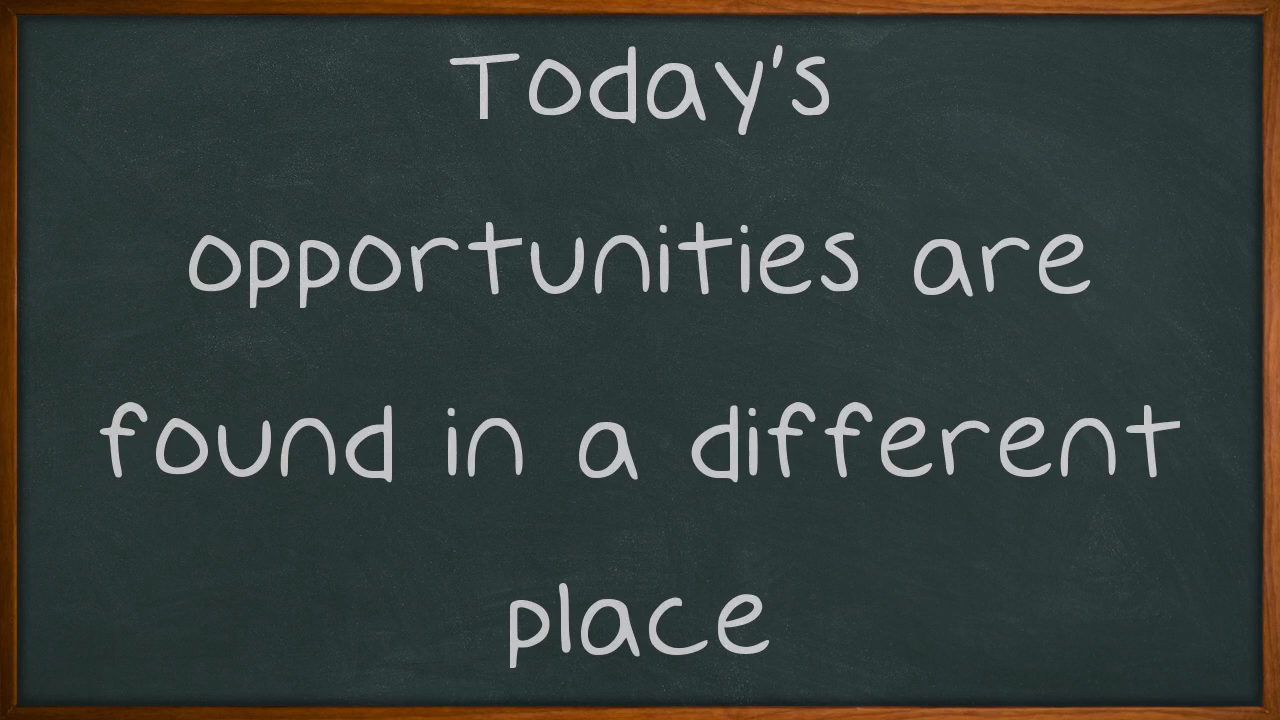 Today's
opportunities are
found in a different
place